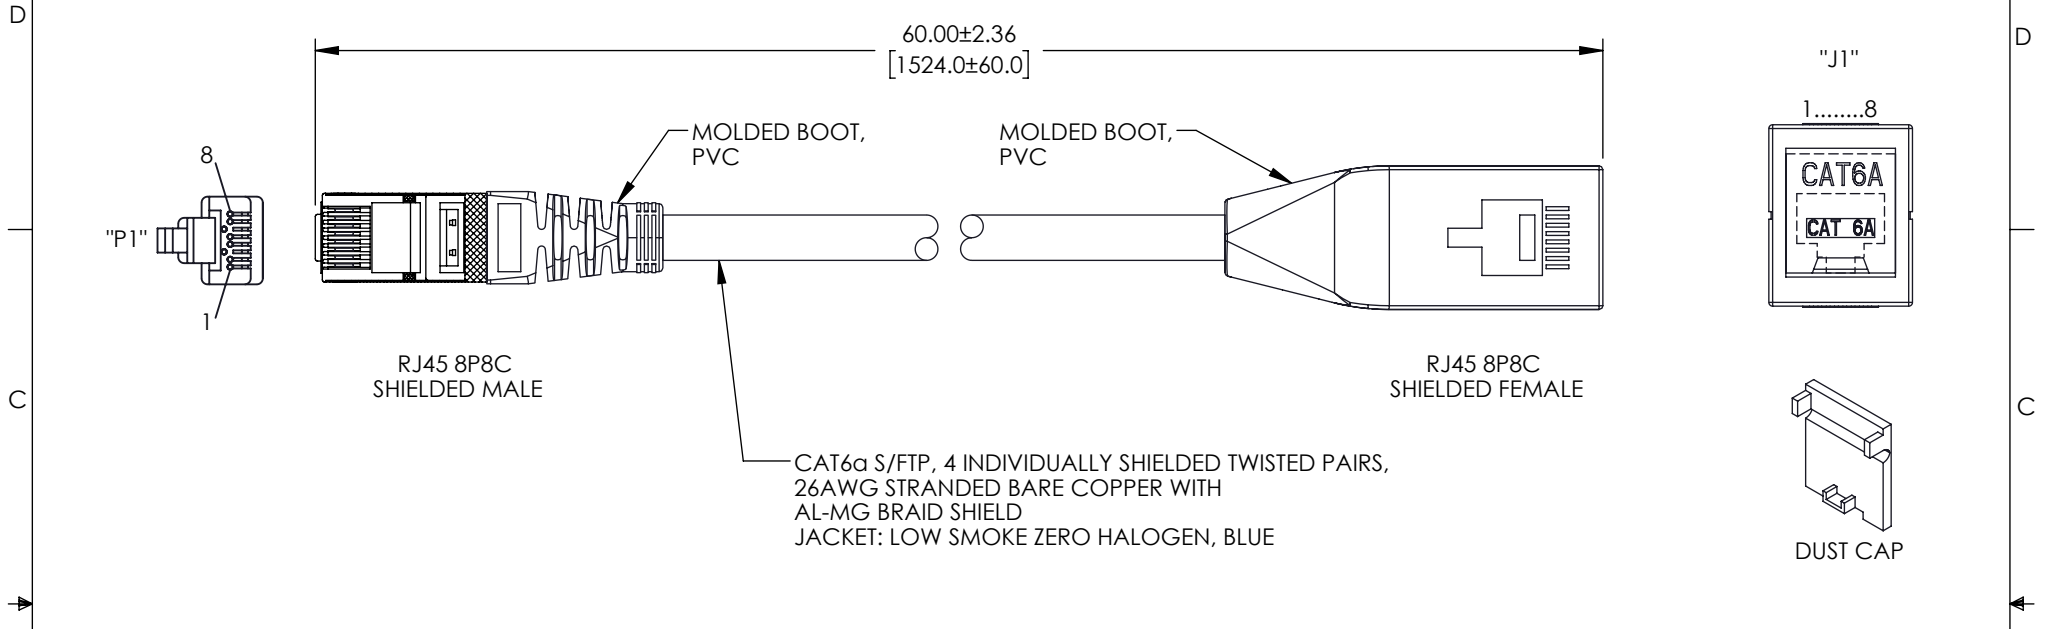 D
D
60.00±2.36
[1524.0±60.0]
"J1"
1........8
MOLDED BOOT,
PVC
MOLDED BOOT,
PVC
8
CAT6A
CAT 6A
"P1"
1
RJ45 8P8C
SHIELDED MALE
RJ45 8P8C
SHIELDED FEMALE
C
C
CAT6a S/FTP, 4 INDIVIDUALLY SHIELDED TWISTED PAIRS,
26AWG STRANDED BARE COPPER WITH
AL-MG BRAID SHIELD
JACKET: LOW SMOKE ZERO HALOGEN, BLUE
DUST CAP